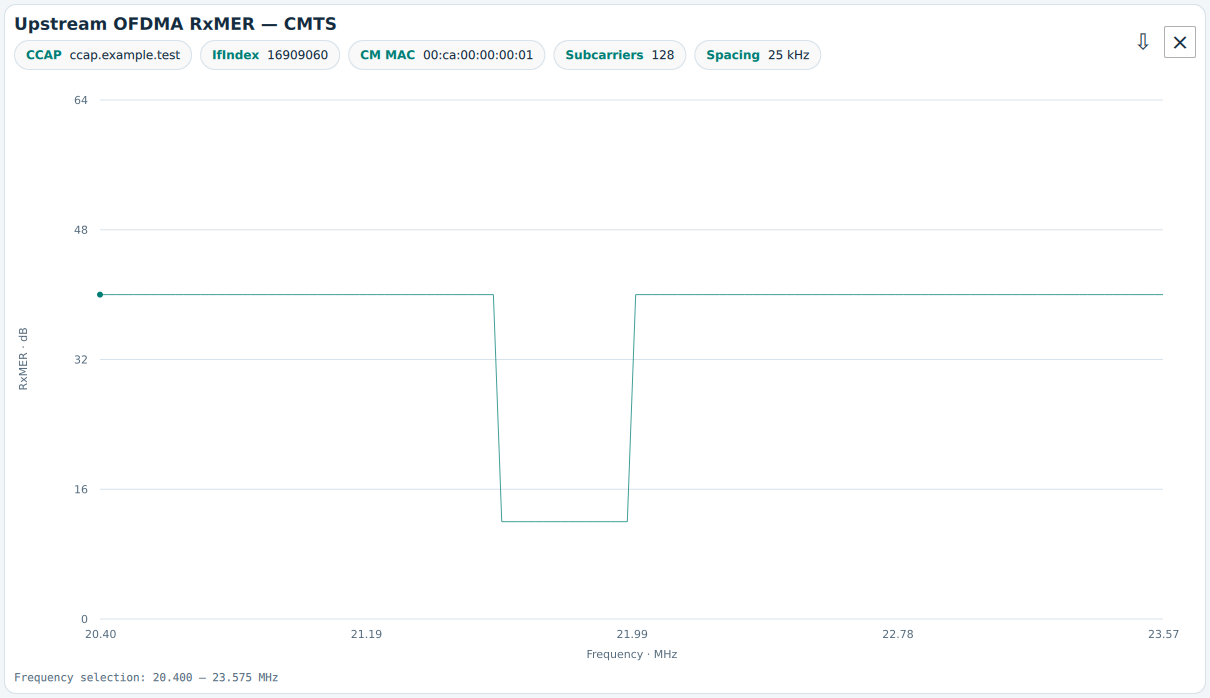 Upstream OFDMA RxMER — CMTS
⇩ ×
CCAP ccap.example.test IfIndex 16909060 CM MAC 00:ca:00:00:00:01 Subcarriers 128 Spacing 25 kHz
64
48
32
16
0
RxMER · dB
20.40 21.19 21.99 22.78 23.57
Frequency · MHz
Frequency selection: 20.400 — 23.575 MHz